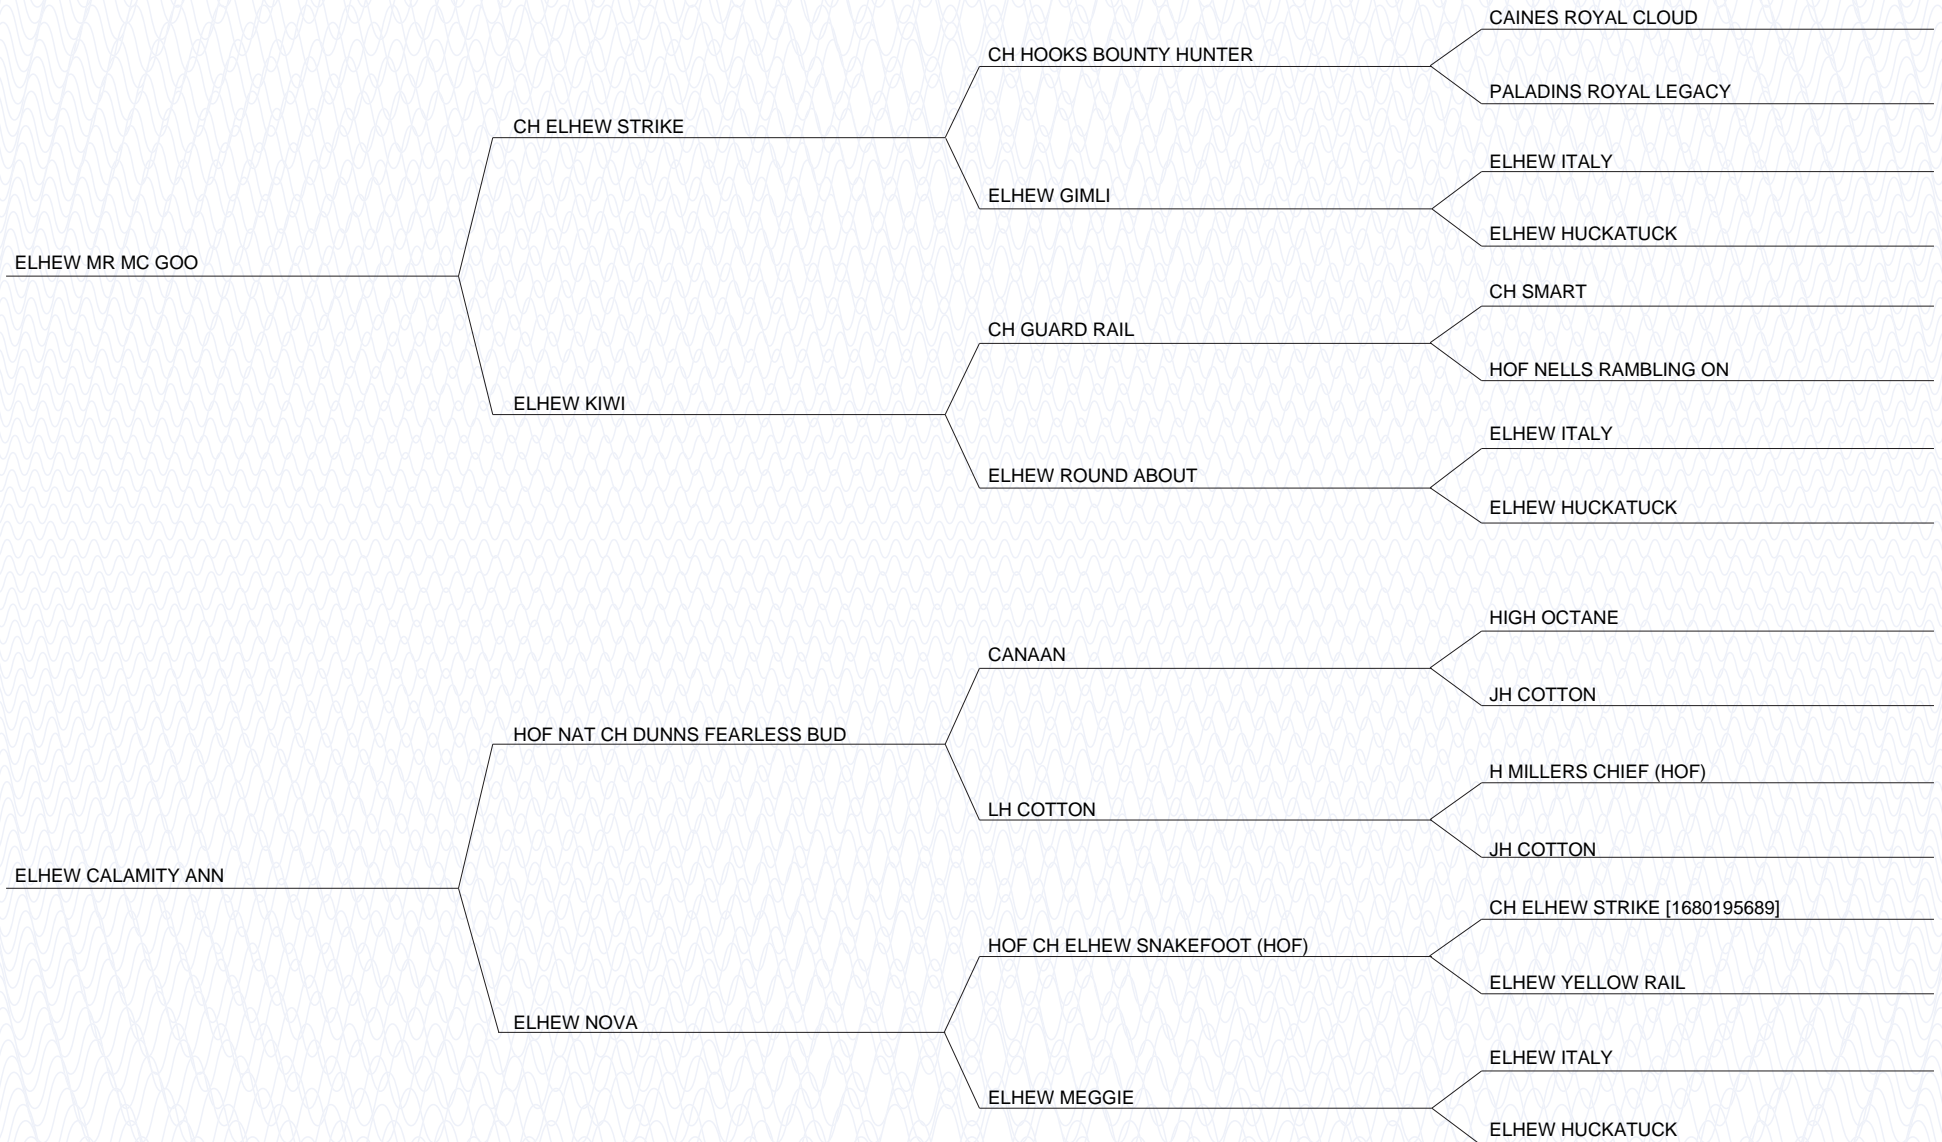 CAINES ROYAL CLOUD
CH HOOKS BOUNTY HUNTER
PALADINS ROYAL LEGACY
CH ELHEW STRIKE
ELHEW ITALY
ELHEW GIMLI
ELHEW HUCKATUCK
ELHEW MR MC GOO
CH SMART
CH GUARD RAIL
HOF NELLS RAMBLING ON
ELHEW KIWI
ELHEW ITALY
ELHEW ROUND ABOUT
ELHEW HUCKATUCK
HIGH OCTANE
CANAAN
JH COTTON
HOF NAT CH DUNNS FEARLESS BUD
H MILLERS CHIEF (HOF)
LH COTTON
JH COTTON
ELHEW CALAMITY ANN
CH ELHEW STRIKE [1680195689]
HOF CH ELHEW SNAKEFOOT (HOF)
ELHEW YELLOW RAIL
ELHEW NOVA
ELHEW ITALY
ELHEW MEGGIE
ELHEW HUCKATUCK